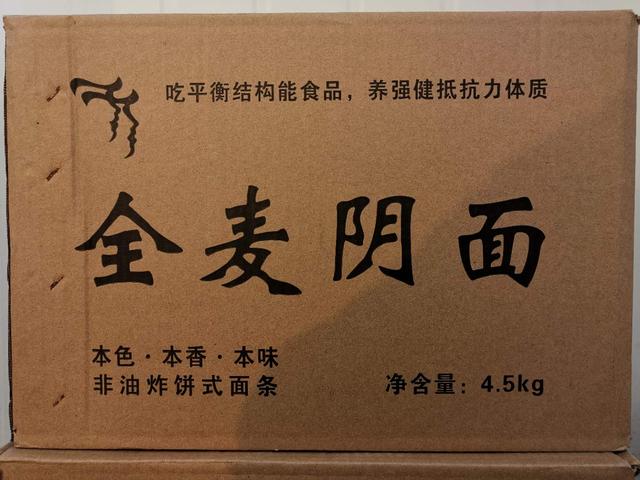 吃平衡结构能食品，养强健抵抗力体质
全麦阴面
本色·本香·本味
非油炸饼式面条
净含量：4.5kg